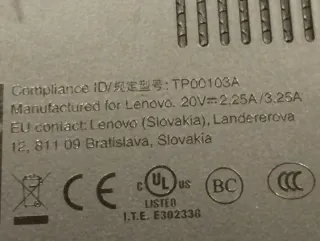 Compliance ID/规定型号: TP00103A
Manufactured for Lenovo. 20V⎓2.25A/3.25A
EU contact: Lenovo (Slovakia), Landererova
12, 811 09 Bratislava, Slovakia
CE c UL US BC CCC
LISTED
I.T.E. E302336